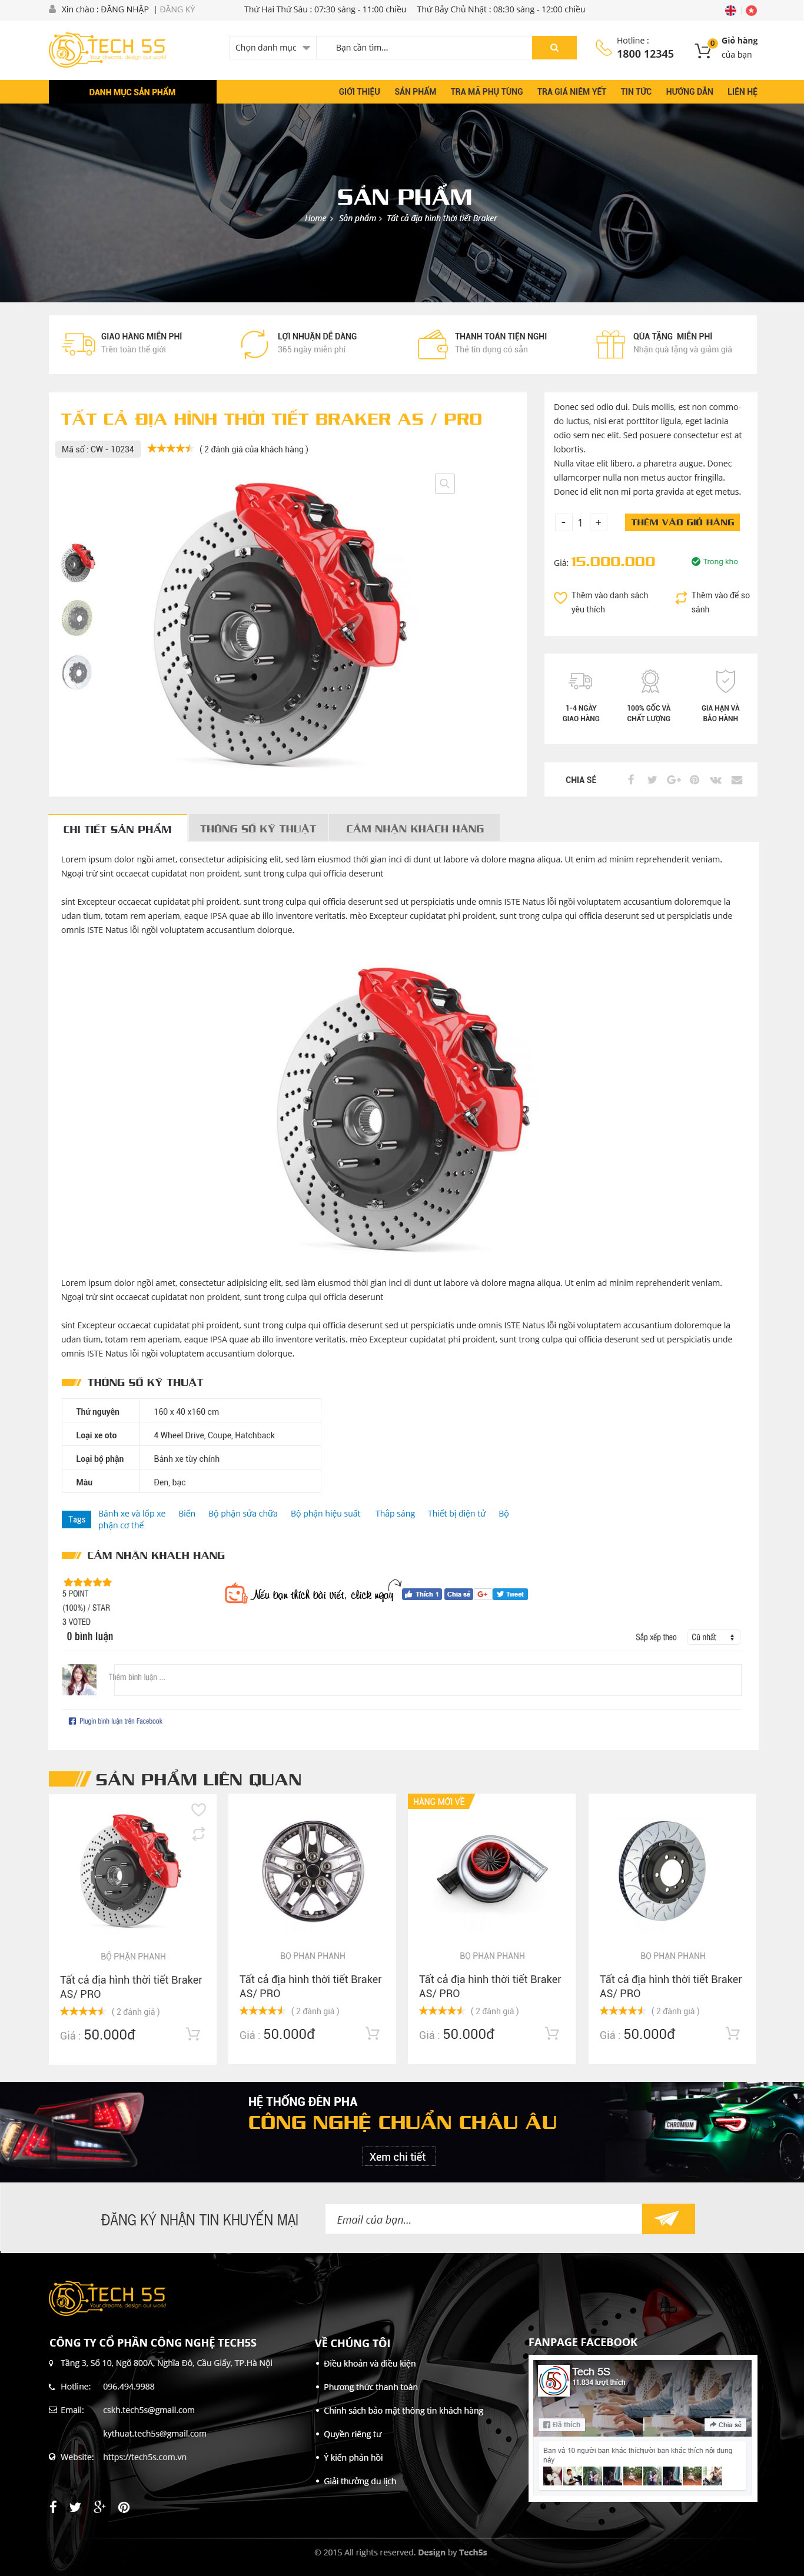 Xin chào : ĐĂNG NHẬP | ĐĂNG KÝ
Thứ Hai Thứ Sáu : 07:30 sáng - 11:00 chiều Thứ Bảy Chủ Nhật : 08:30 sáng - 12:00 chiều
TECH 5S
Your dreams, design our work!
Chọn danh mục
Bạn cần tìm...
Hotline :
1800 12345
0
Giỏ hàng
của bạn
DANH MỤC SẢN PHẨM
GIỚI THIỆU SẢN PHẨM TRA MÃ PHỤ TÙNG TRA GIÁ NIÊM YẾT TIN TỨC HƯỚNG DẪN LIÊN HỆ
SẢN PHẨM
Home › Sản phẩm › Tất cả địa hình thời tiết Braker
GIAO HÀNG MIỄN PHÍ
Trên toàn thế giới
LỢI NHUẬN DỄ DÀNG
365 ngày miễn phí
THANH TOÁN TIỆN NGHI
Thẻ tín dụng có sẵn
QÙA TẶNG MIỄN PHÍ
Nhận quà tặng và giảm giá
TẤT CẢ ĐỊA HÌNH THỜI TIẾT BRAKER AS / PRO
Mã số : CW - 10234
( 2 đánh giá của khách hàng )
Donec sed odio dui. Duis mollis, est non commo-
do luctus, nisi erat porttitor ligula, eget lacinia
odio sem nec elit. Sed posuere consectetur est at
lobortis.
Nulla vitae elit libero, a pharetra augue. Donec
ullamcorper nulla non metus auctor fringilla.
Donec id elit non mi porta gravida at eget metus.
- 1 +
THÊM VÀO GIỎ HÀNG
Giá: 15.000.000
Trong kho
Thêm vào danh sách
yêu thích
Thêm vào để so
sánh
1-4 NGÀY
GIAO HÀNG
100% GỐC VÀ
CHẤT LƯỢNG
GIA HẠN VÀ
BẢO HÀNH
CHIA SẺ
CHI TIẾT SẢN PHẨM
THÔNG SỐ KỸ THUẬT
CẢM NHẬN KHÁCH HÀNG
Lorem ipsum dolor ngồi amet, consectetur adipisicing elit, sed làm eiusmod thời gian inci di dunt ut labore và dolore magna aliqua. Ut enim ad minim reprehenderit veniam.
Ngoại trừ sint occaecat cupidatat non proident, sunt trong culpa qui officia deserunt
sint Excepteur occaecat cupidatat phi proident, sunt trong culpa qui officia deserunt sed ut perspiciatis unde omnis ISTE Natus lỗi ngồi voluptatem accusantium doloremque la
udan tium, totam rem aperiam, eaque IPSA quae ab illo inventore veritatis. mèo Excepteur cupidatat phi proident, sunt trong culpa qui officia deserunt sed ut perspiciatis unde
omnis ISTE Natus lỗi ngồi voluptatem accusantium dolorque.
Lorem ipsum dolor ngồi amet, consectetur adipisicing elit, sed làm eiusmod thời gian inci di dunt ut labore và dolore magna aliqua. Ut enim ad minim reprehenderit veniam.
Ngoại trừ sint occaecat cupidatat non proident, sunt trong culpa qui officia deserunt
sint Excepteur occaecat cupidatat phi proident, sunt trong culpa qui officia deserunt sed ut perspiciatis unde omnis ISTE Natus lỗi ngồi voluptatem accusantium doloremque la
udan tium, totam rem aperiam, eaque IPSA quae ab illo inventore veritatis. mèo Excepteur cupidatat phi proident, sunt trong culpa qui officia deserunt sed ut perspiciatis unde
omnis ISTE Natus lỗi ngồi voluptatem accusantium dolorque.
THÔNG SỐ KỸ THUẬT
Thứ nguyên 160 x 40 x160 cm
Loại xe oto 4 Wheel Drive, Coupe, Hatchback
Loại bộ phận Bánh xe tùy chỉnh
Màu Đen, bạc
Tags
Bánh xe và lốp xe Biến Bộ phận sửa chữa Bộ phận hiệu suất Thắp sáng Thiết bị điện tử Bộ
phận cơ thể
CẢM NHẬN KHÁCH HÀNG
5 POINT
(100%) / STAR
3 VOTED
Nếu bạn thích bài viết, click ngay
Thích 1
Chia sẻ
G+
Tweet
0 bình luận
Sắp xếp theo
Cũ nhất
Thêm bình luận ...
Plugin bình luận trên Facebook
SẢN PHẨM LIÊN QUAN
HÀNG MỚI VỀ
BỘ PHẬN PHANH
Tất cả địa hình thời tiết Braker
AS/ PRO
( 2 đánh giá )
Giá : 50.000đ
BỌ PHẠN PHANH
Tất cả địa hình thời tiết Braker
AS/ PRO
( 2 đánh giá )
Giá : 50.000đ
BỌ PHẠN PHANH
Tất cả địa hình thời tiết Braker
AS/ PRO
( 2 đánh giá )
Giá : 50.000đ
BỌ PHẠN PHANH
Tất cả địa hình thời tiết Braker
AS/ PRO
( 2 đánh giá )
Giá : 50.000đ
HỆ THỐNG ĐÈN PHA
CÔNG NGHỆ CHUẨN CHÂU ÂU
Xem chi tiết
CHROMIUM
ĐĂNG KÝ NHẬN TIN KHUYẾN MẠI
Email của bạn...
TECH 5S
Your dreams, design our work!
CÔNG TY CỔ PHẦN CÔNG NGHỆ TECH5S
Tầng 3, Số 10, Ngõ 800A, Nghĩa Đô, Cầu Giấy, TP.Hà Nội
Hotline: 096.494.9988
Email: cskh.tech5s@gmail.com
kythuat.tech5s@gmail.com
Website: https://tech5s.com.vn
VỀ CHÚNG TÔI
Điều khoản và điều kiện
Phương thức thanh toán
Chính sách bảo mật thông tin khách hàng
Quyền riêng tư
Ý kiến phản hồi
Giải thưởng du lịch
FANPAGE FACEBOOK
Tech 5S
11.834 lượt thích
Đã thích
Chia sẻ
Bạn và 10 người bạn khác thíchười bạn khác thích nội dung
này
© 2015 All rights reserved. Design by Tech5s